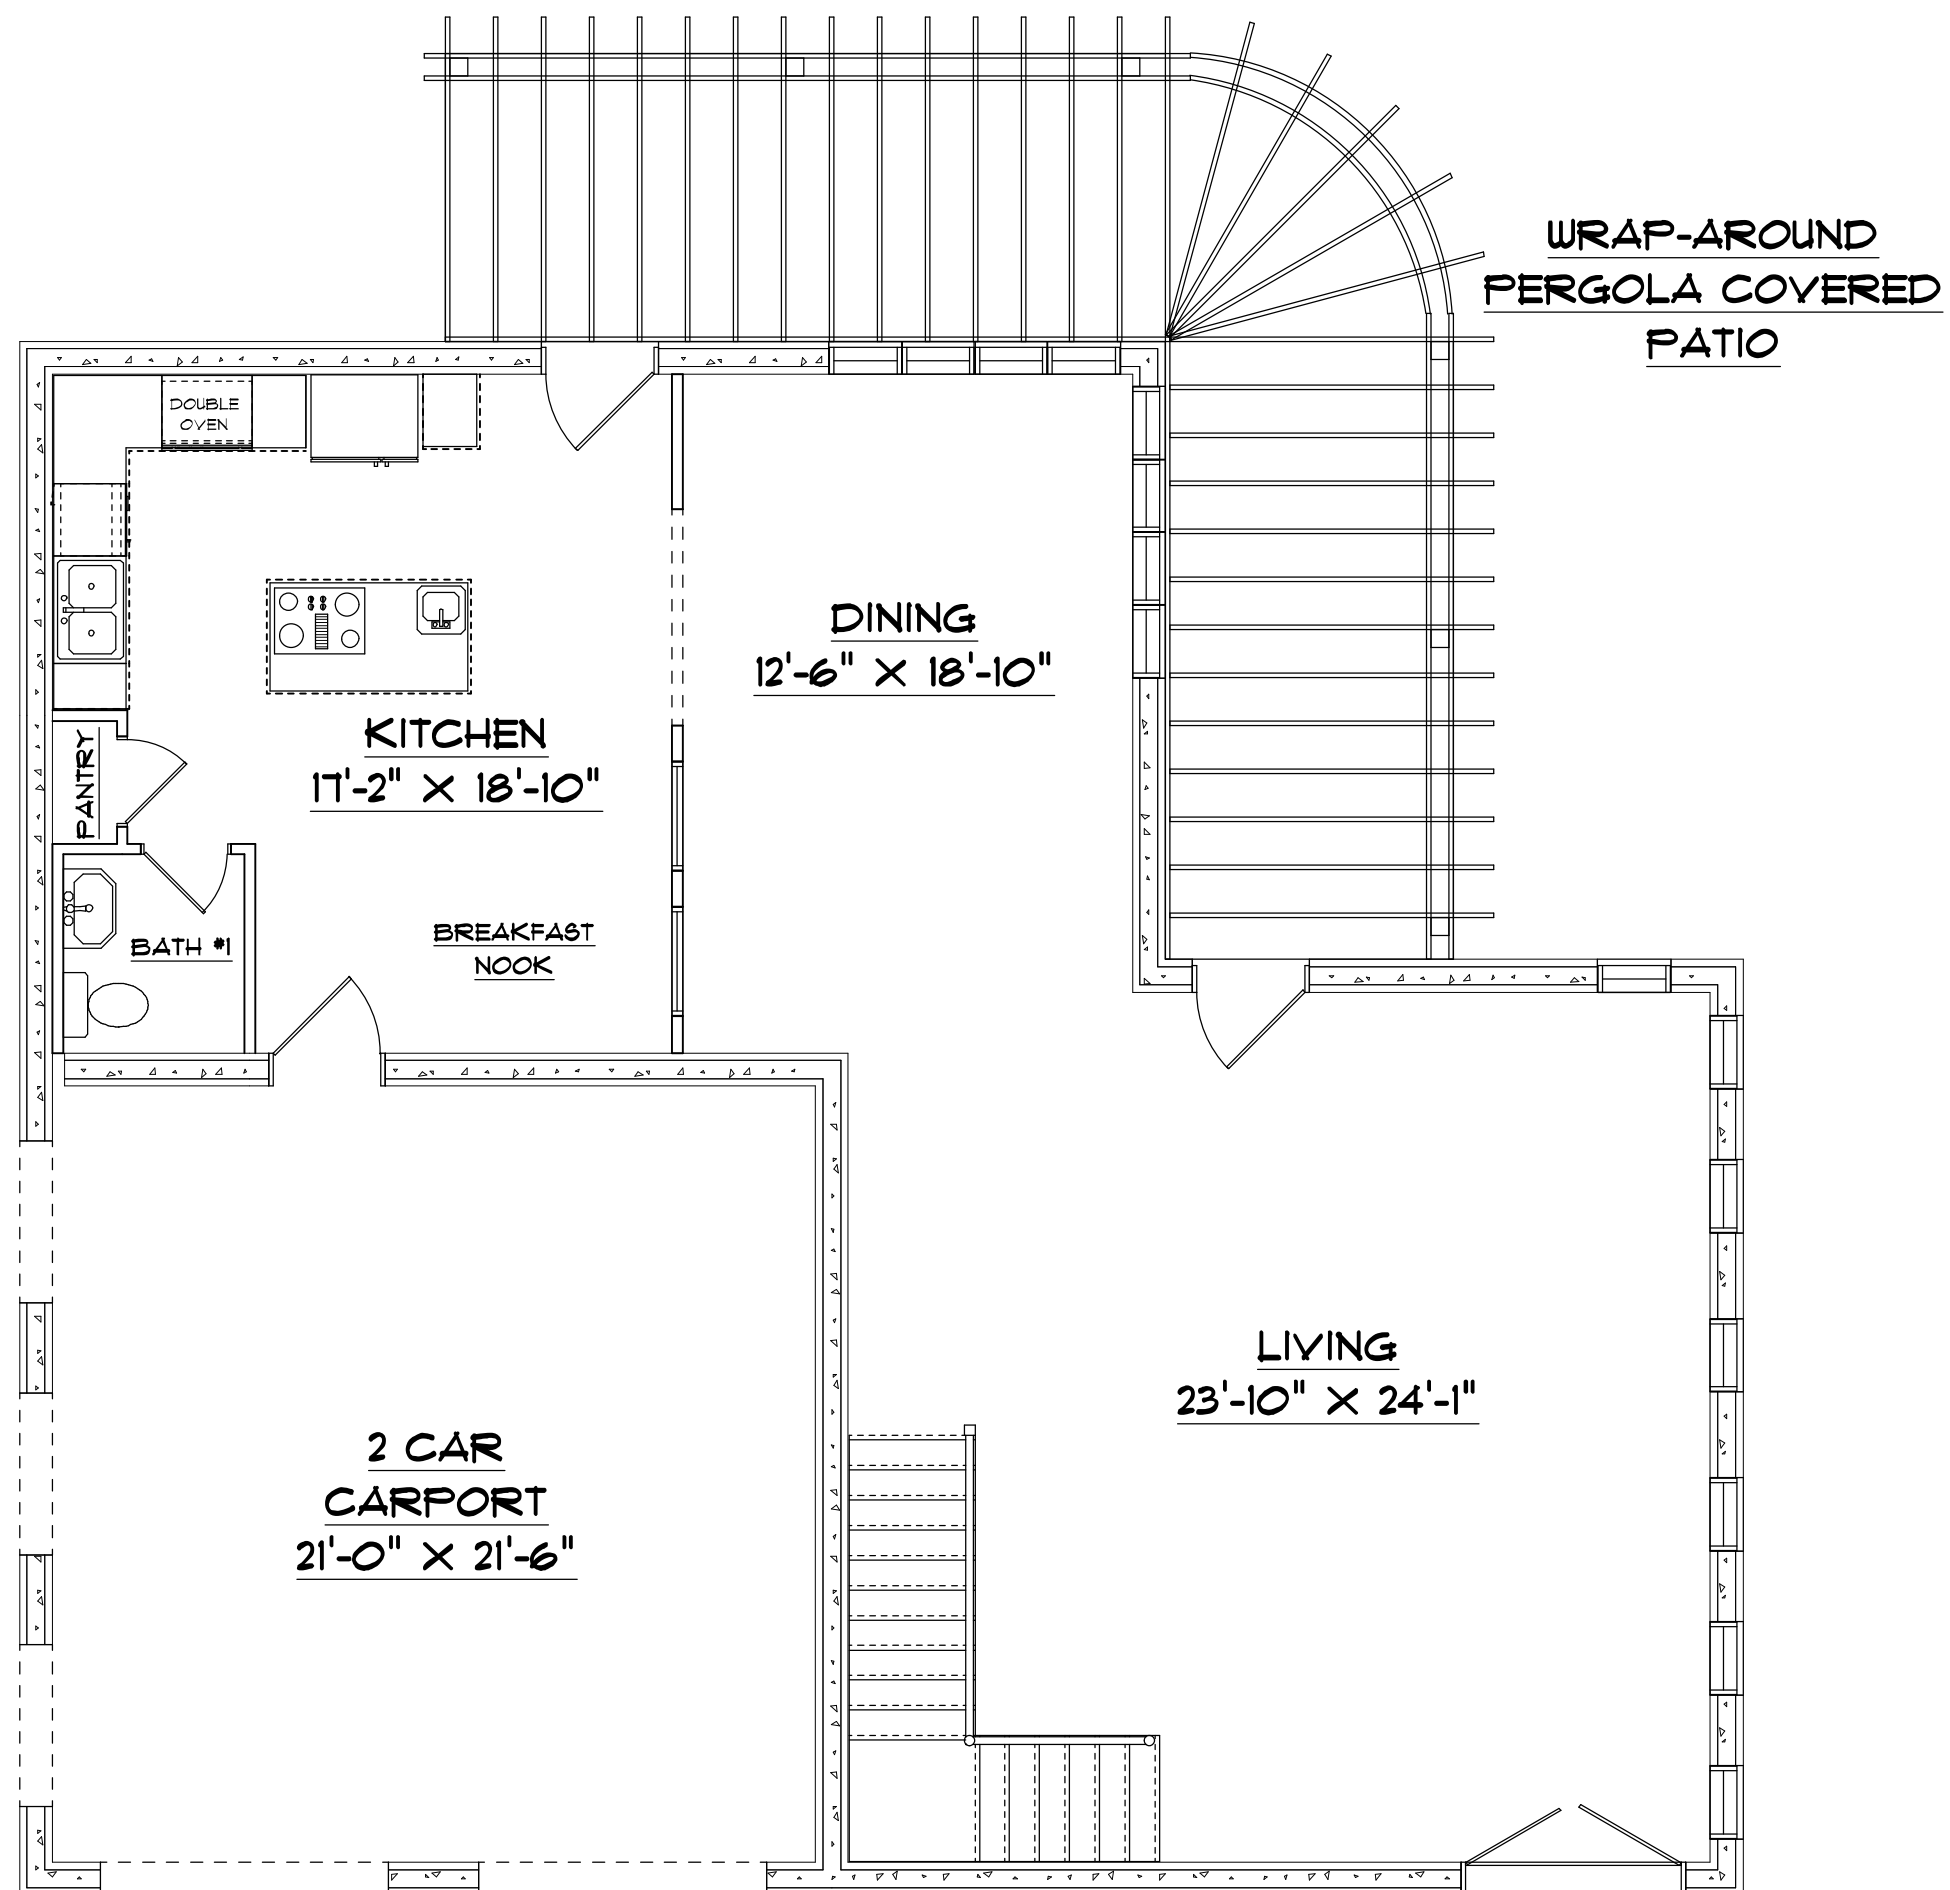 WRAP-AROUND
PERGOLA COVERED
PATIO
DOUBLE
OVEN
DINING
12'-6" X 18'-10"
KITCHEN
17'-2" X 18'-10"
PANTRY
BREAKFAST
NOOK
BATH #1
LIVING
23'-10" X 24'-1"
2 CAR
CARPORT
21'-0" X 21'-6"